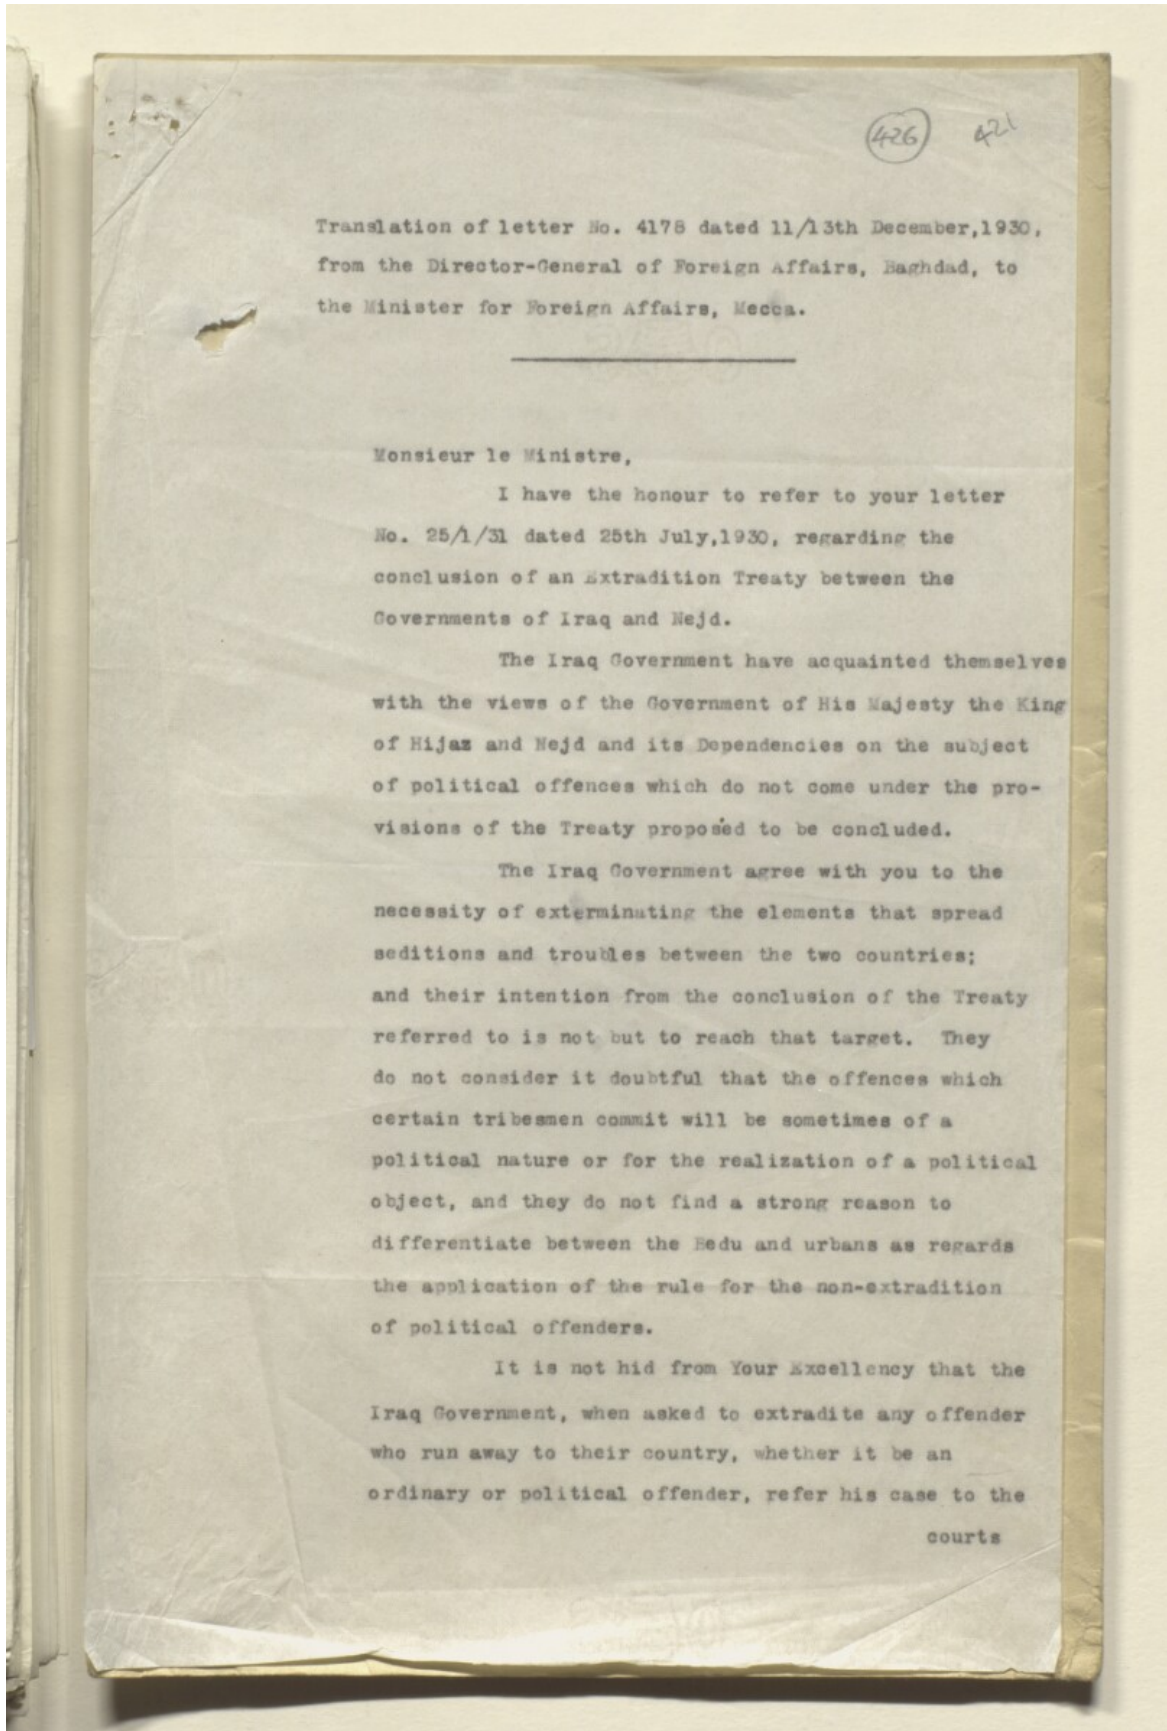 426 421
Translation of letter No. 4178 dated 11/13th December,1930,
from the Director-General of Foreign Affairs, Baghdad, to
the Minister for Foreign Affairs, Mecca.
Monsieur le Ministre,
I have the honour to refer to your letter
No. 25/1/31 dated 25th July,1930, regarding the
conclusion of an Extradition Treaty between the
Governments of Iraq and Nejd.
The Iraq Government have acquainted themselves
with the views of the Government of His Majesty the King
of Hijaz and Nejd and its Dependencies on the subject
of political offences which do not come under the pro-
visions of the Treaty proposed to be concluded.
The Iraq Government agree with you to the
necessity of exterminating the elements that spread
seditions and troubles between the two countries;
and their intention from the conclusion of the Treaty
referred to is not but to reach that target. They
do not consider it doubtful that the offences which
certain tribesmen commit will be sometimes of a
political nature or for the realization of a political
object, and they do not find a strong reason to
differentiate between the Bedu and urbans as regards
the application of the rule for the non-extradition
of political offenders.
It is not hid from Your Excellency that the
Iraq Government, when asked to extradite any offender
who run away to their country, whether it be an
ordinary or political offender, refer his case to the
courts